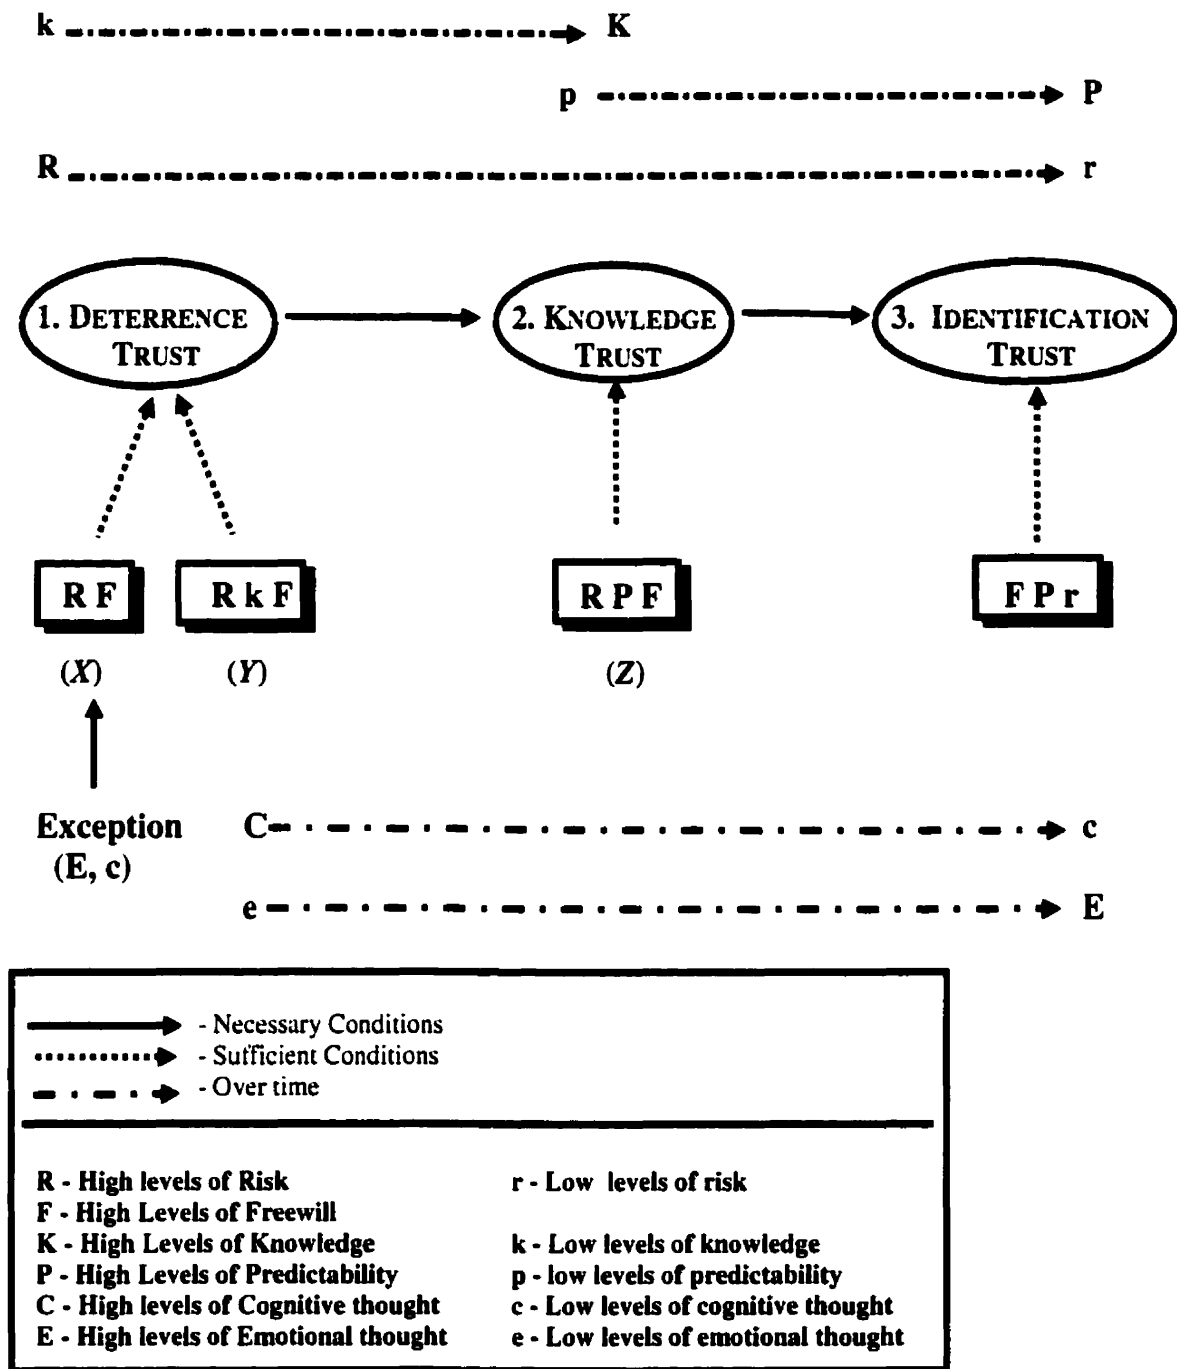 k K
p P
R r
1. DETERRENCE TRUST
2. KNOWLEDGE TRUST
3. IDENTIFICATION TRUST
R F
R k F
R P F
F P r
(X)
(Y)
(Z)
Exception
(E, c)
C c
e E
- Necessary Conditions
- Sufficient Conditions
- Over time
R - High levels of Risk r - Low levels of risk
F - High Levels of Freewill
K - High Levels of Knowledge k - Low levels of knowledge
P - High Levels of Predictability p - low levels of predictability
C - High levels of Cognitive thought c - Low levels of cognitive thought
E - High levels of Emotional thought e - Low levels of emotional thought